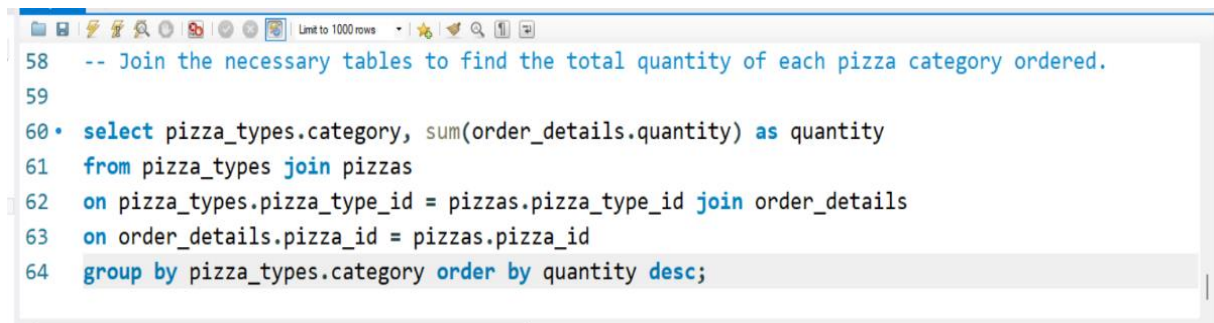 Limit to 1000 rows
58 -- Join the necessary tables to find the total quantity of each pizza category ordered.
59
60 select pizza_types.category, sum(order_details.quantity) as quantity
61 from pizza_types join pizzas
62 on pizza_types.pizza_type_id = pizzas.pizza_type_id join order_details
63 on order_details.pizza_id = pizzas.pizza_id
64 group by pizza_types.category order by quantity desc;